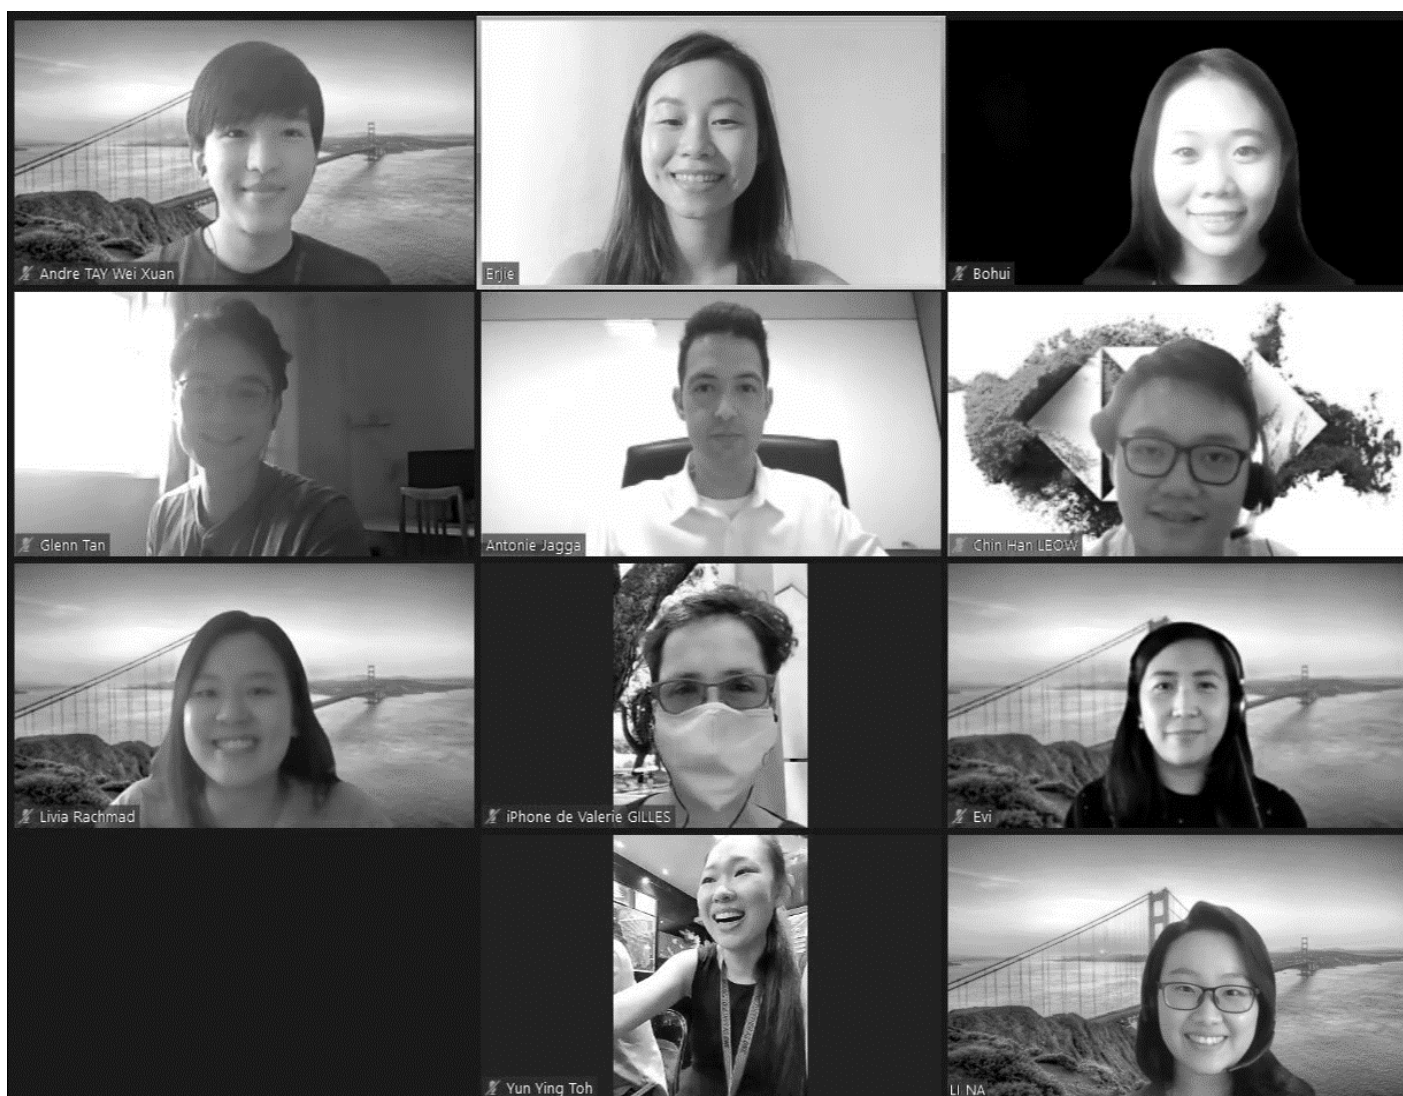 Andre TAY Wei Xuan
Erjie
Bohui
Glenn Tan
Antonie Jagga
Chin Han LEOW
Livia Rachmad
iPhone de Valerie GILLES
Evi
Yun Ying Toh
LI NA